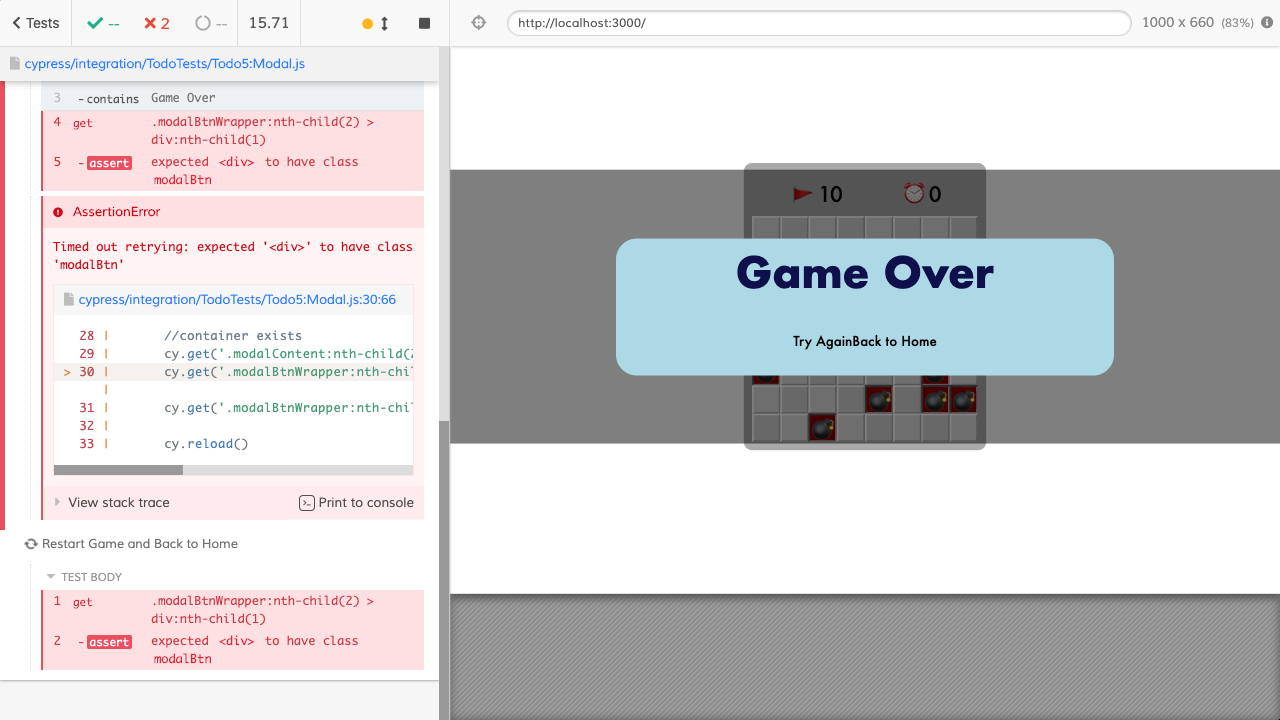 Tests
--
2
--
15.71
http://localhost:3000/
1000 x 660 (83%)
cypress/integration/TodoTests/Todo5:Modal.js
3 -contains Game Over
4 get .modalBtnWrapper:nth-child(2) >
div:nth-child(1)
5 -assert expected <div> to have class
modalBtn
AssertionError
Timed out retrying: expected '<div>' to have class
'modalBtn'
cypress/integration/TodoTests/Todo5:Modal.js:30:66
28 | //container exists
29 | cy.get('.modalContent:nth-child(2
> 30 | cy.get('.modalBtnWrapper:nth-chil
|
31 | cy.get('.modalBtnWrapper:nth-chil
32 |
33 | cy.reload()
View stack trace
Print to console
Restart Game and Back to Home
TEST BODY
1 get .modalBtnWrapper:nth-child(2) >
div:nth-child(1)
2 -assert expected <div> to have class
modalBtn
10
0
Game Over
Try AgainBack to Home